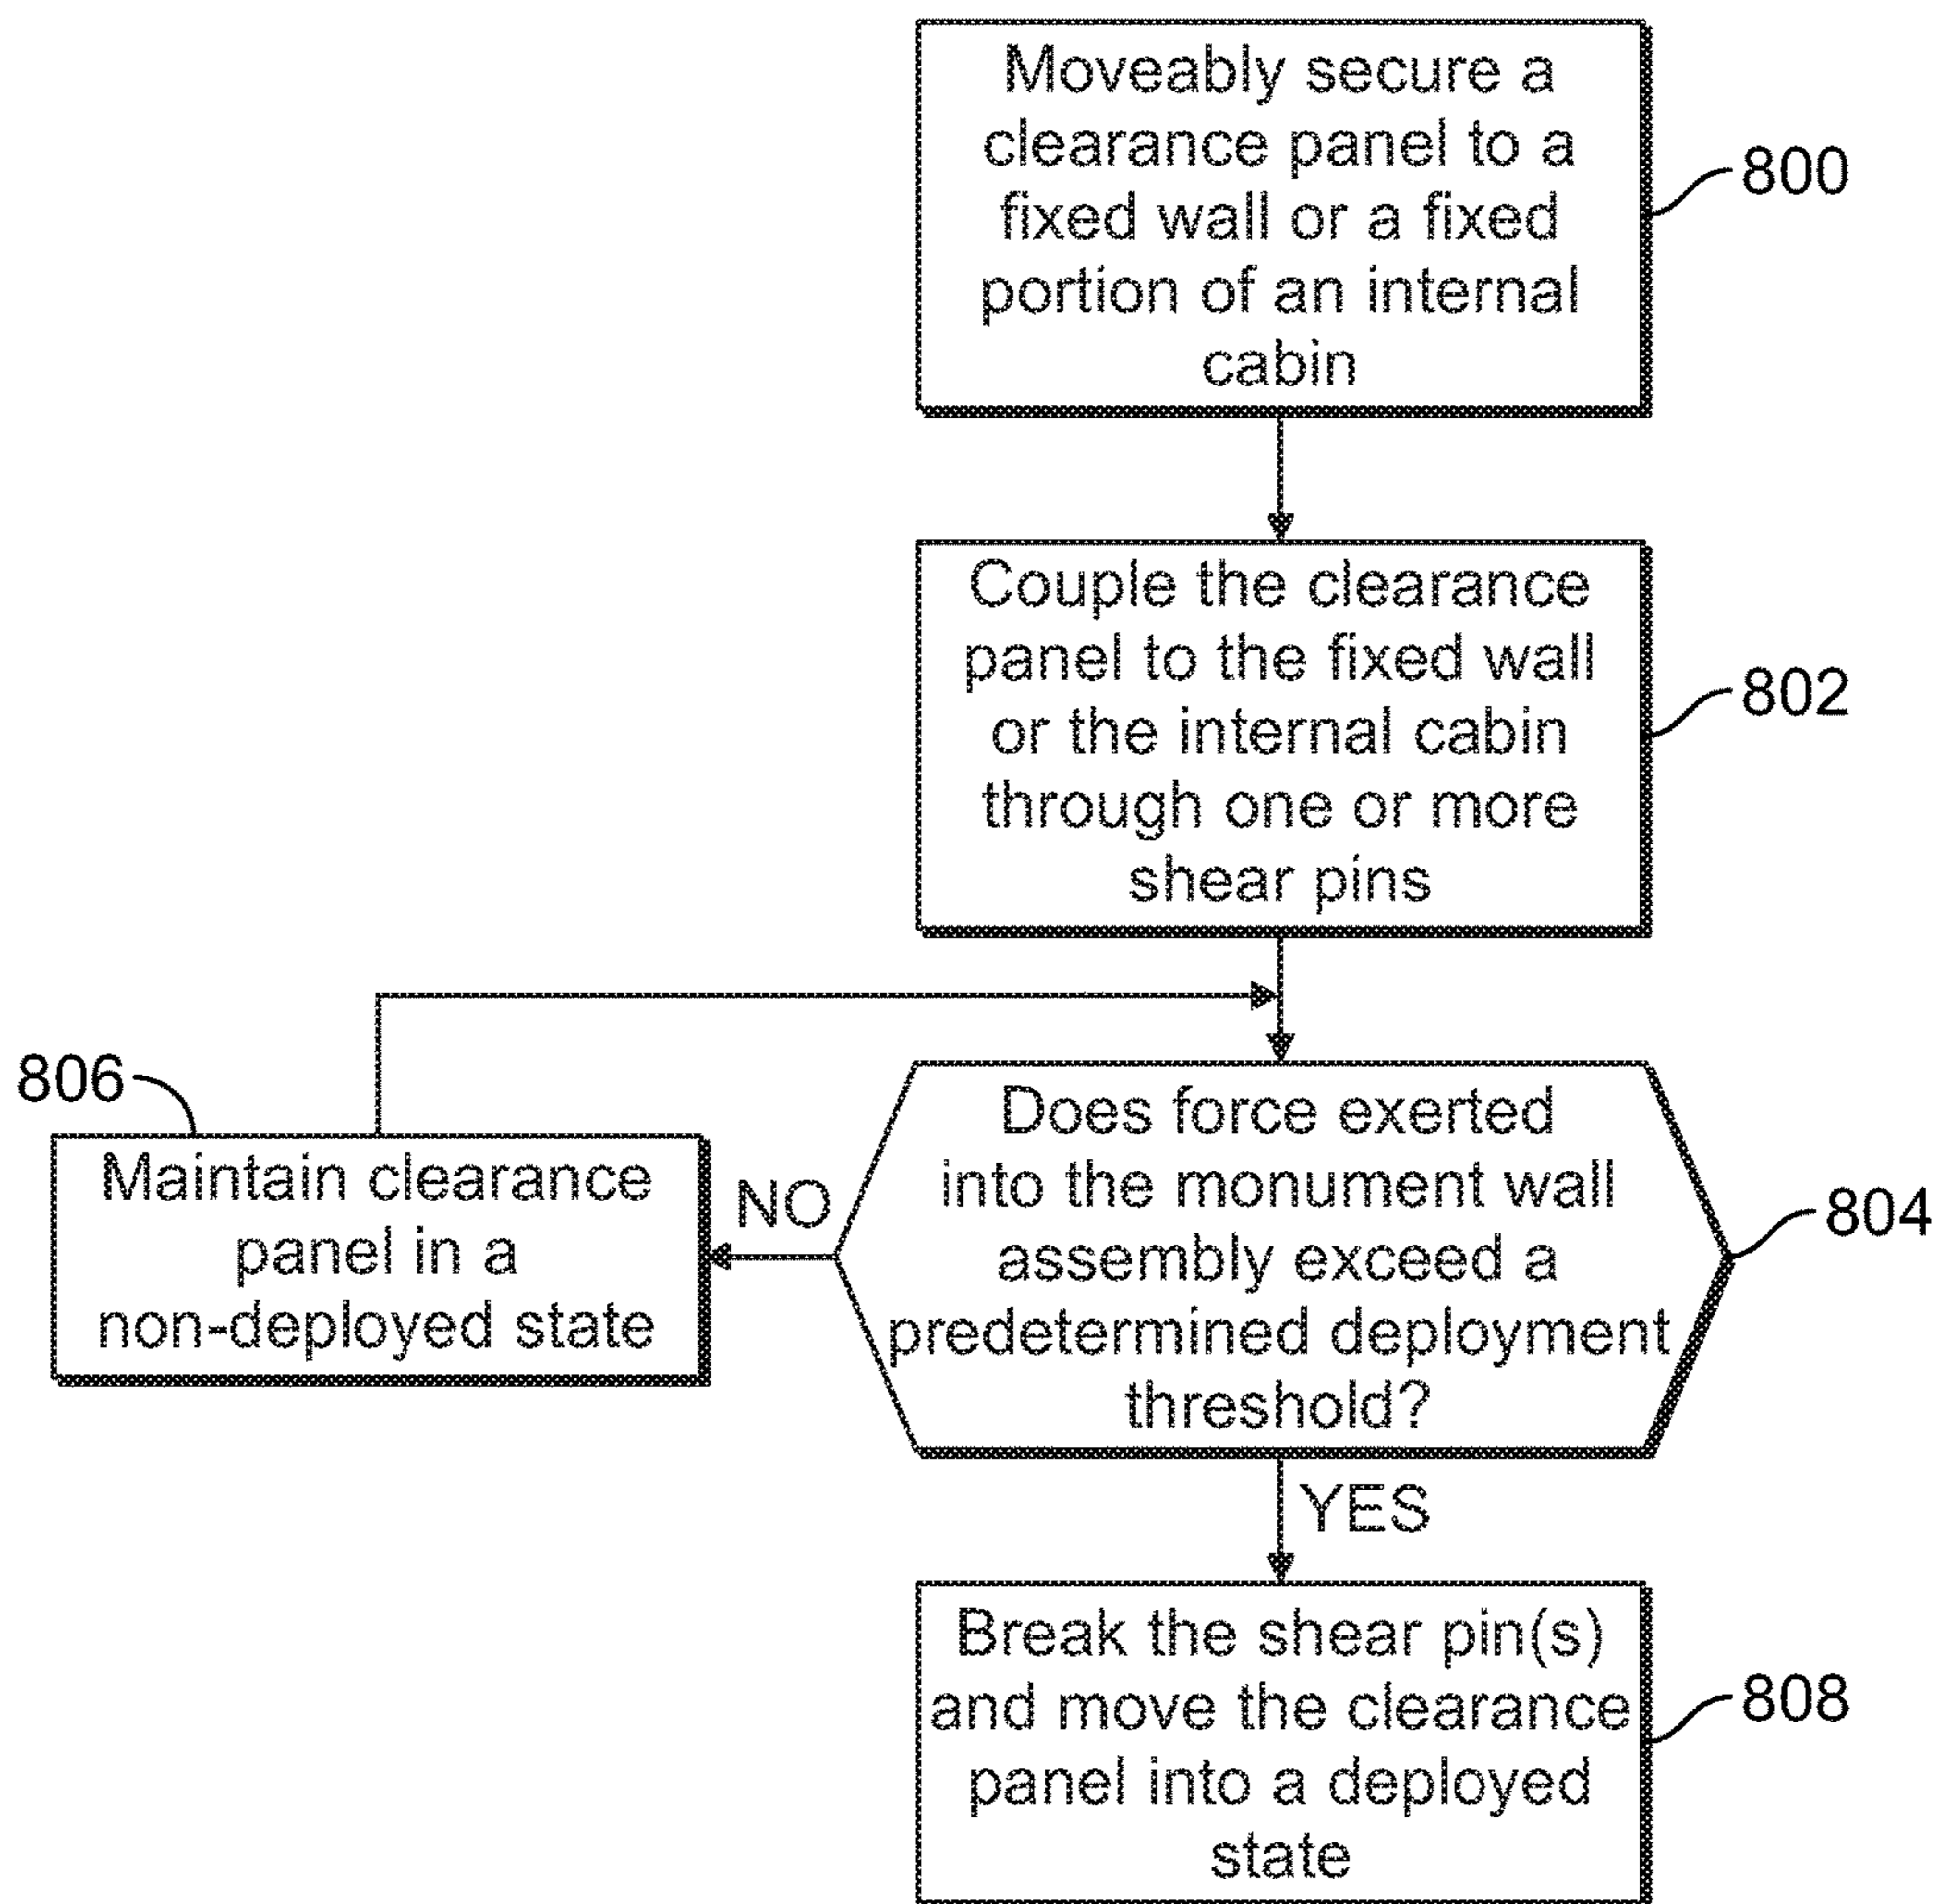 Moveably secure a
clearance panel to a
fixed wall or a fixed
portion of an internal
cabin
800
Couple the clearance
panel to the fixed wall
or the internal cabin
through one or more
shear pins
802
806
Maintain clearance
panel in a
non-deployed state
NO
Does force exerted
into the monument wall
assembly exceed a
predetermined deployment
threshold?
804
YES
Break the shear pin(s)
and move the clearance
panel into a deployed
state
808